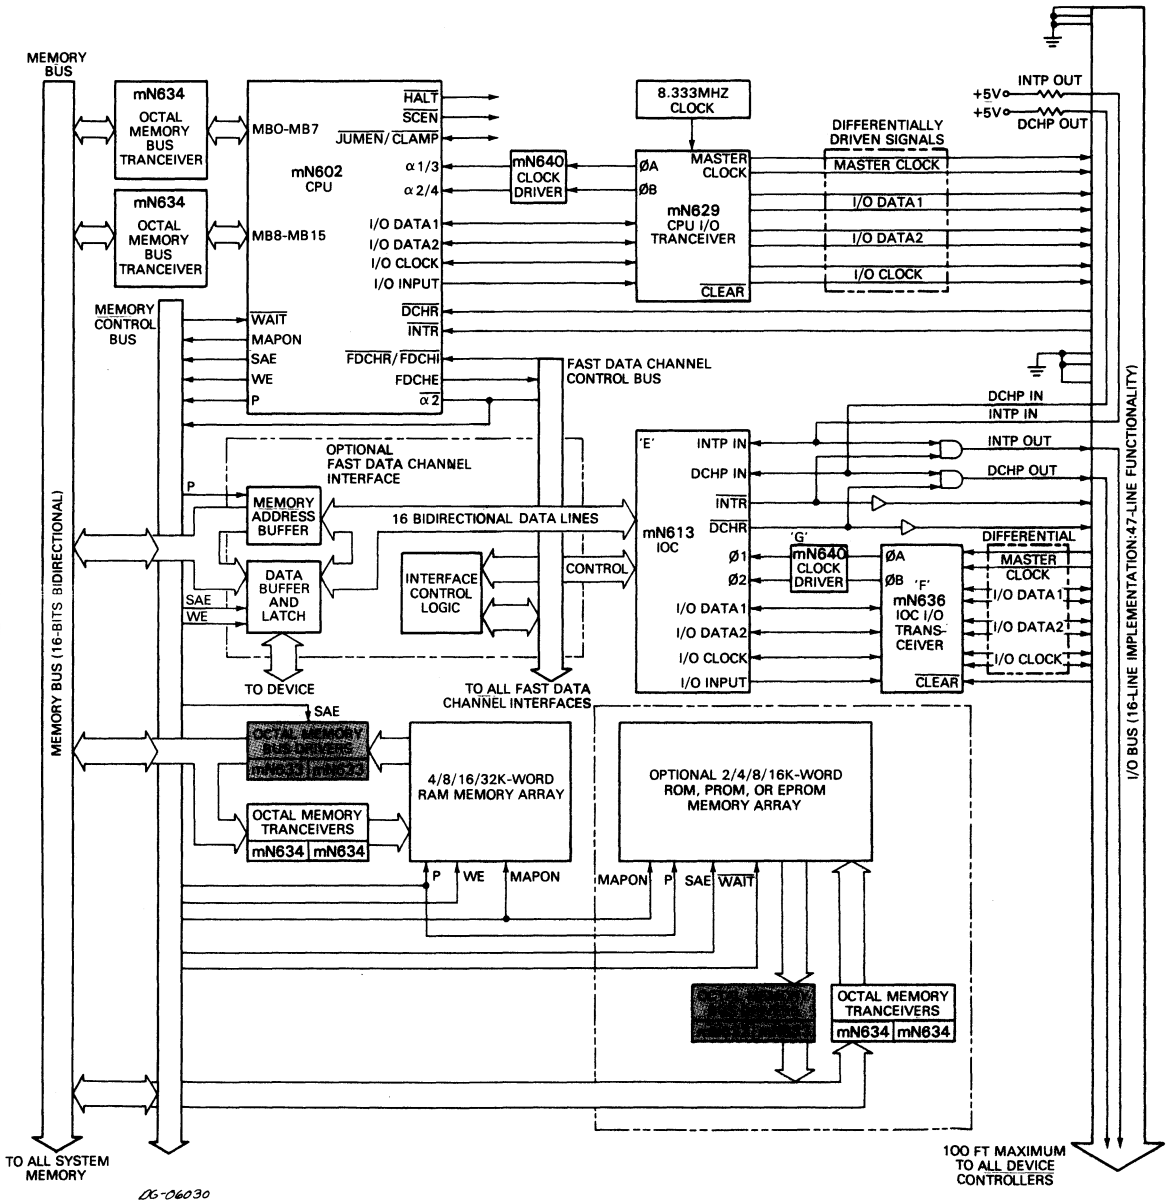 MEMORY
BUS
mN634
OCTAL
MEMORY
BUS
TRANCEIVER
mN634
OCTAL
MEMORY
BUS
TRANCEIVER
MB0-MB7
MB8-MB15
mN602
CPU
HALT
SCEN
JUMEN/CLAMP
α1/3
α2/4
I/O DATA1
I/O DATA2
I/O CLOCK
I/O INPUT
DCHR
INTR
FDCHR/FDCHI
FDCHE
α2
WAIT
MAPON
SAE
WE
P
mN640
CLOCK
DRIVER
8.333MHZ
CLOCK
ØA
ØB
MASTER
CLOCK
mN629
CPU I/O
TRANCEIVER
CLEAR
DIFFERENTIALLY
DRIVEN SIGNALS
MASTER CLOCK
I/O DATA1
I/O DATA2
I/O CLOCK
INTP OUT
+5V
+5V
DCHP OUT
MEMORY
CONTROL
BUS
FAST DATA CHANNEL
CONTROL BUS
DCHP IN
INTP IN
INTP OUT
DCHP OUT
OPTIONAL
FAST DATA CHANNEL
INTERFACE
P
MEMORY
ADDRESS
BUFFER
16 BIDIRECTIONAL DATA LINES
DATA
BUFFER
AND
LATCH
SAE
WE
INTERFACE
CONTROL
LOGIC
CONTROL
TO DEVICE
TO ALL FAST DATA
CHANNEL INTERFACES
'E'
mN613
IOC
INTP IN
DCHP IN
INTR
DCHR
Ø1
Ø2
I/O DATA1
I/O DATA2
I/O CLOCK
I/O INPUT
'G'
mN640
CLOCK
DRIVER
ØA
ØB
'F'
mN636
IOC I/O
TRANS-
CEIVER
CLEAR
DIFFERENTIAL
MASTER
CLOCK
I/O DATA1
I/O DATA2
I/O CLOCK
MEMORY BUS (16-BITS BIDIRECTIONAL)
I/O BUS (16-LINE IMPLEMENTATION:47-LINE FUNCTIONALITY)
SAE
OCTAL MEMORY
BUS DRIVERS
mN633 mN633
OCTAL MEMORY
TRANCEIVERS
mN634 mN634
4/8/16/32K-WORD
RAM MEMORY ARRAY
P
WE
MAPON
OPTIONAL 2/4/8/16K-WORD
ROM, PROM, OR EPROM
MEMORY ARRAY
MAPON
P
SAE
WAIT
OCTAL MEMORY
OCTAL MEMORY
TRANCEIVERS
mN634 mN634
TO ALL SYSTEM
MEMORY
100 FT MAXIMUM
TO ALL DEVICE
CONTROLLERS
DG-06030